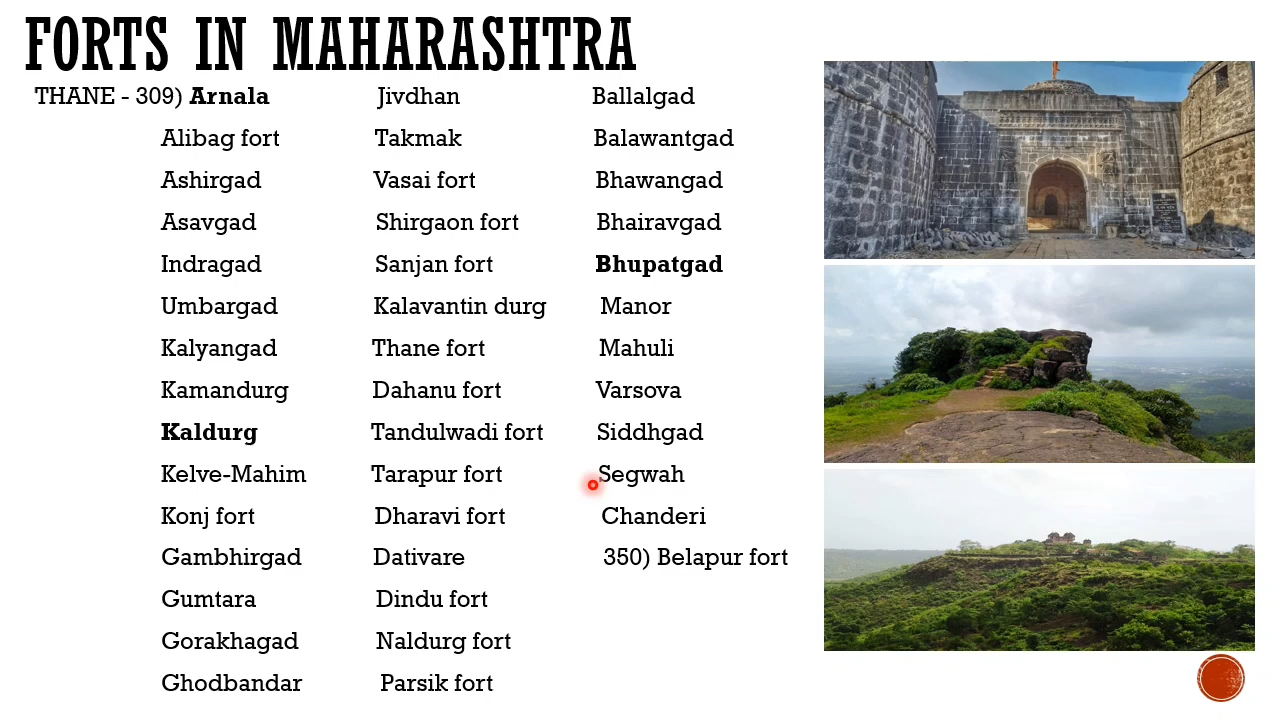 FORTS IN MAHARASHTRA
THANE - 309) Arnala
Alibag fort
Ashirgad
Asavgad
Indragad
Umbargad
Kalyangad
Kamandurg
Kaldurg
Kelve-Mahim
Konj fort
Gambhirgad
Gumtara
Gorakhagad
Ghodbandar
Jivdhan
Takmak
Vasai fort
Shirgaon fort
Sanjan fort
Kalavantin durg
Thane fort
Dahanu fort
Tandulwadi fort
Tarapur fort
Dharavi fort
Dativare
Dindu fort
Naldurg fort
Parsik fort
Ballalgad
Balawantgad
Bhawangad
Bhairavgad
Bhupatgad
Manor
Mahuli
Varsova
Siddhgad
Segwah
Chanderi
350) Belapur fort